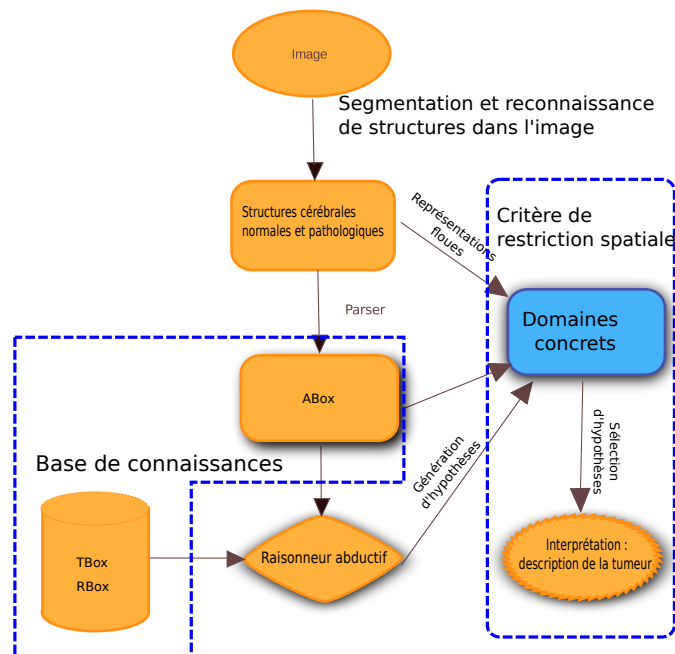 Image
Segmentation et reconnaissance
de structures dans l'image
Structures cérébrales
normales et pathologiques
Représentations
floues
Critère de
restriction spatiale
Parser
Domaines
concrets
ABox
Génération
d'hypothèses
Sélection
d'hypothèses
Base de connaissances
TBox
RBox
Raisonneur abductif
Interprétation :
description de la tumeur